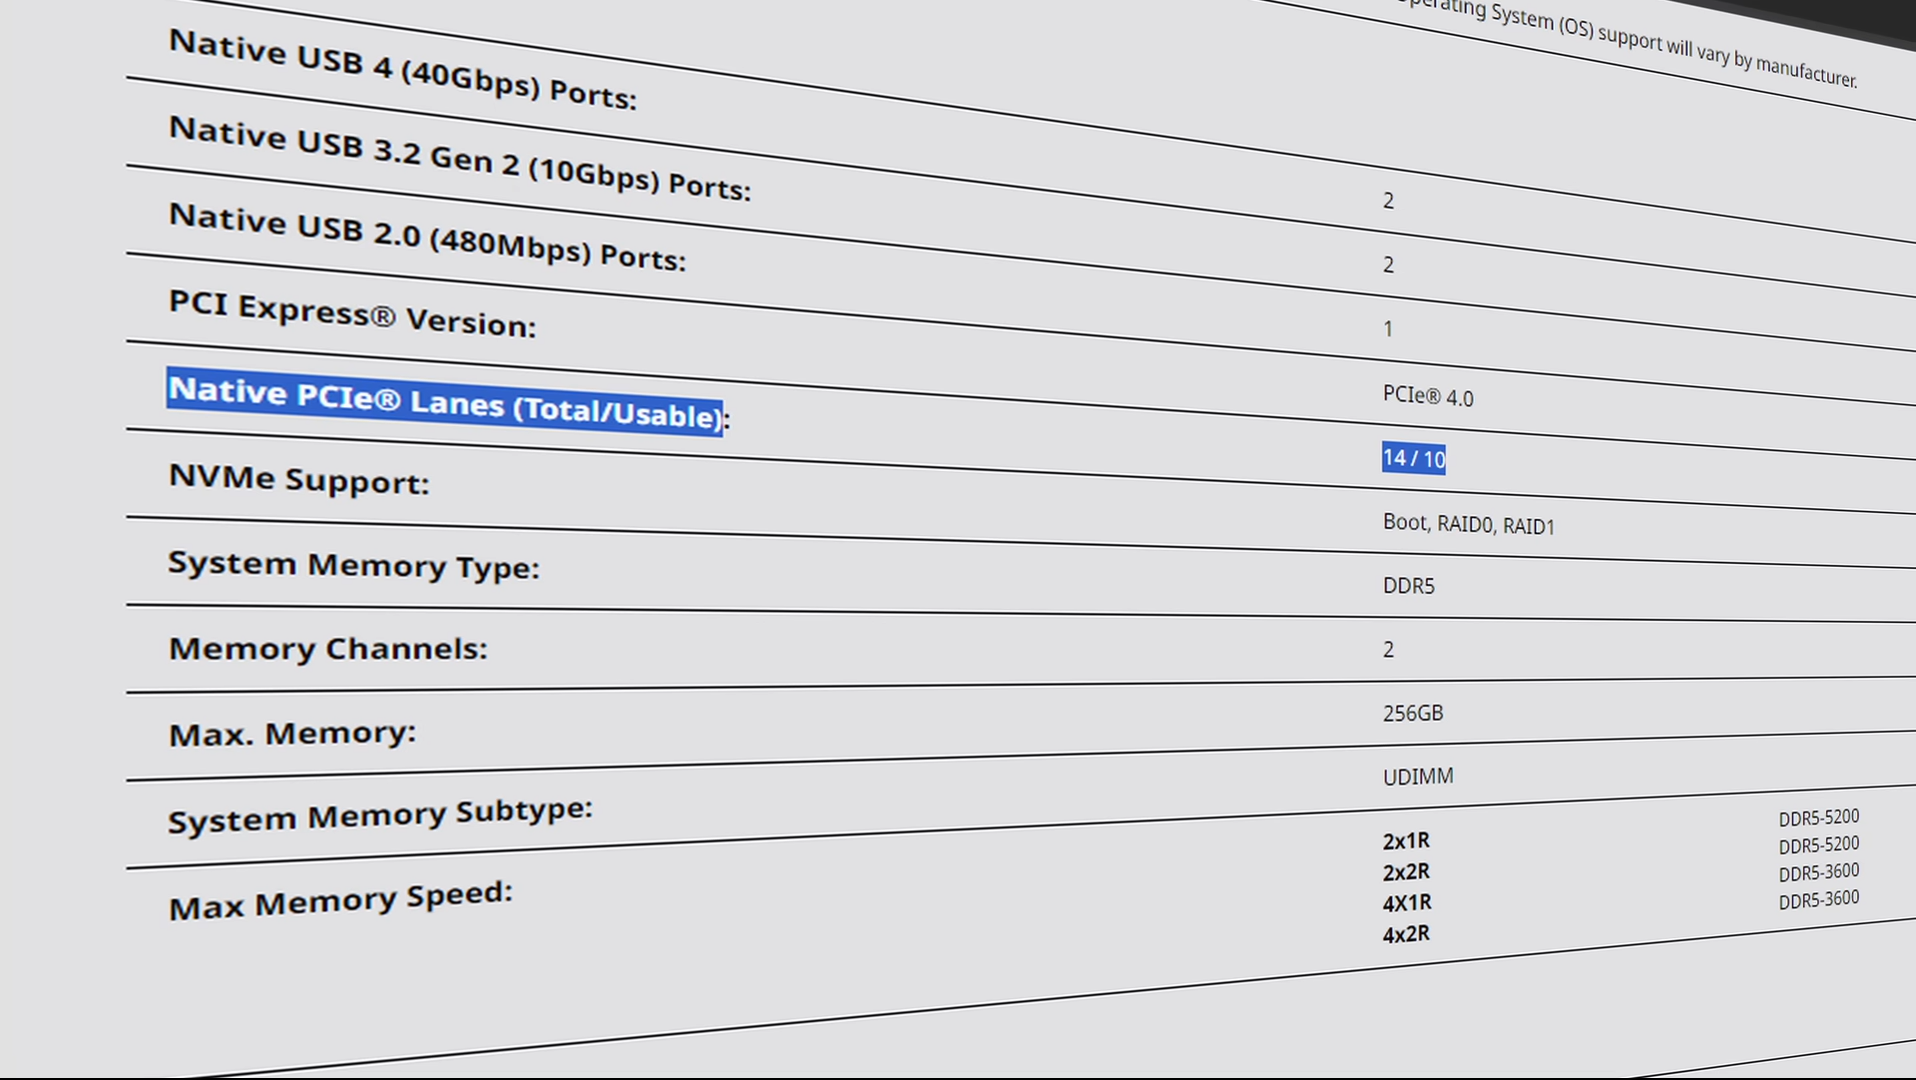 Operating System (OS) support will vary by manufacturer.
Native USB 4 (40Gbps) Ports: 2
Native USB 3.2 Gen 2 (10Gbps) Ports: 2
Native USB 2.0 (480Mbps) Ports: 1
PCI Express® Version: PCIe® 4.0
Native PCIe® Lanes (Total/Usable): 14 / 10
NVMe Support: Boot, RAID0, RAID1
System Memory Type: DDR5
Memory Channels: 2
Max. Memory: 256GB
System Memory Subtype: UDIMM
Max Memory Speed:
2x1R DDR5-5200
2x2R DDR5-5200
4X1R DDR5-3600
4x2R DDR5-3600